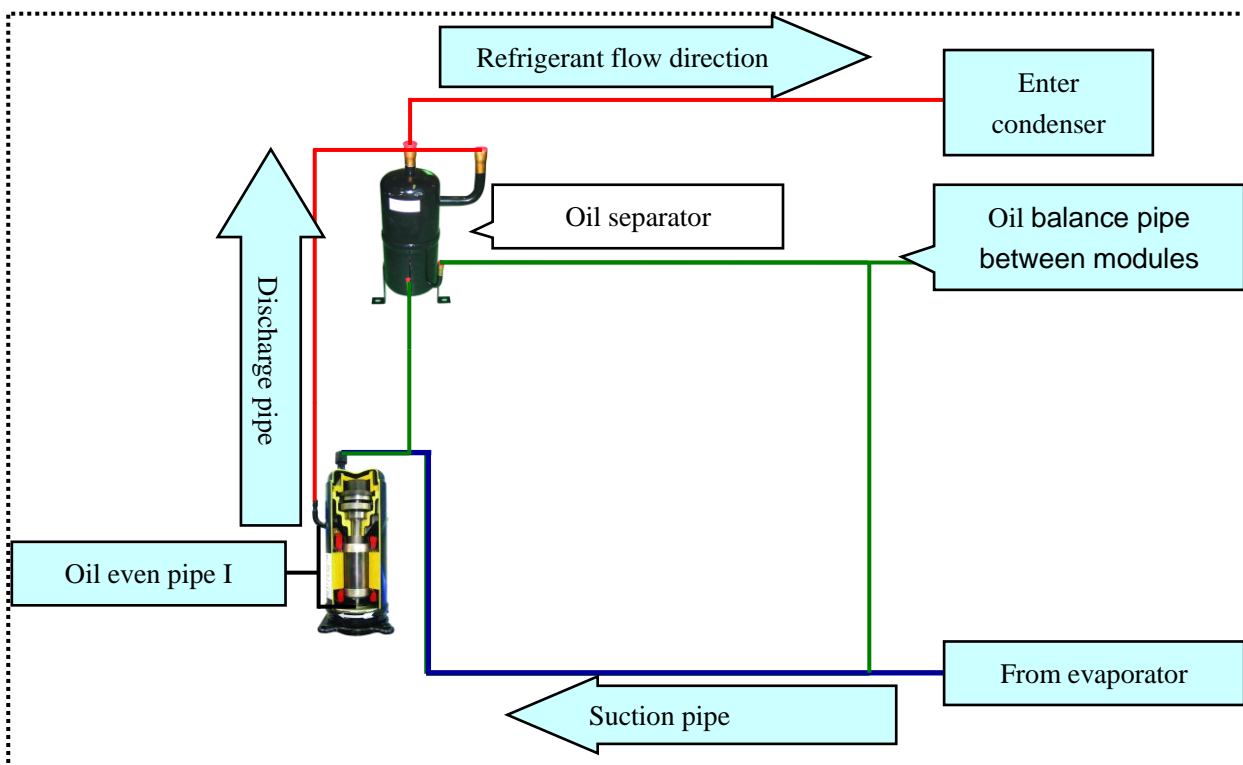 Refrigerant flow direction
Enter
condenser
Oil separator
Oil balance pipe
between modules
Discharge pipe
Oil even pipe I
From evaporator
Suction pipe